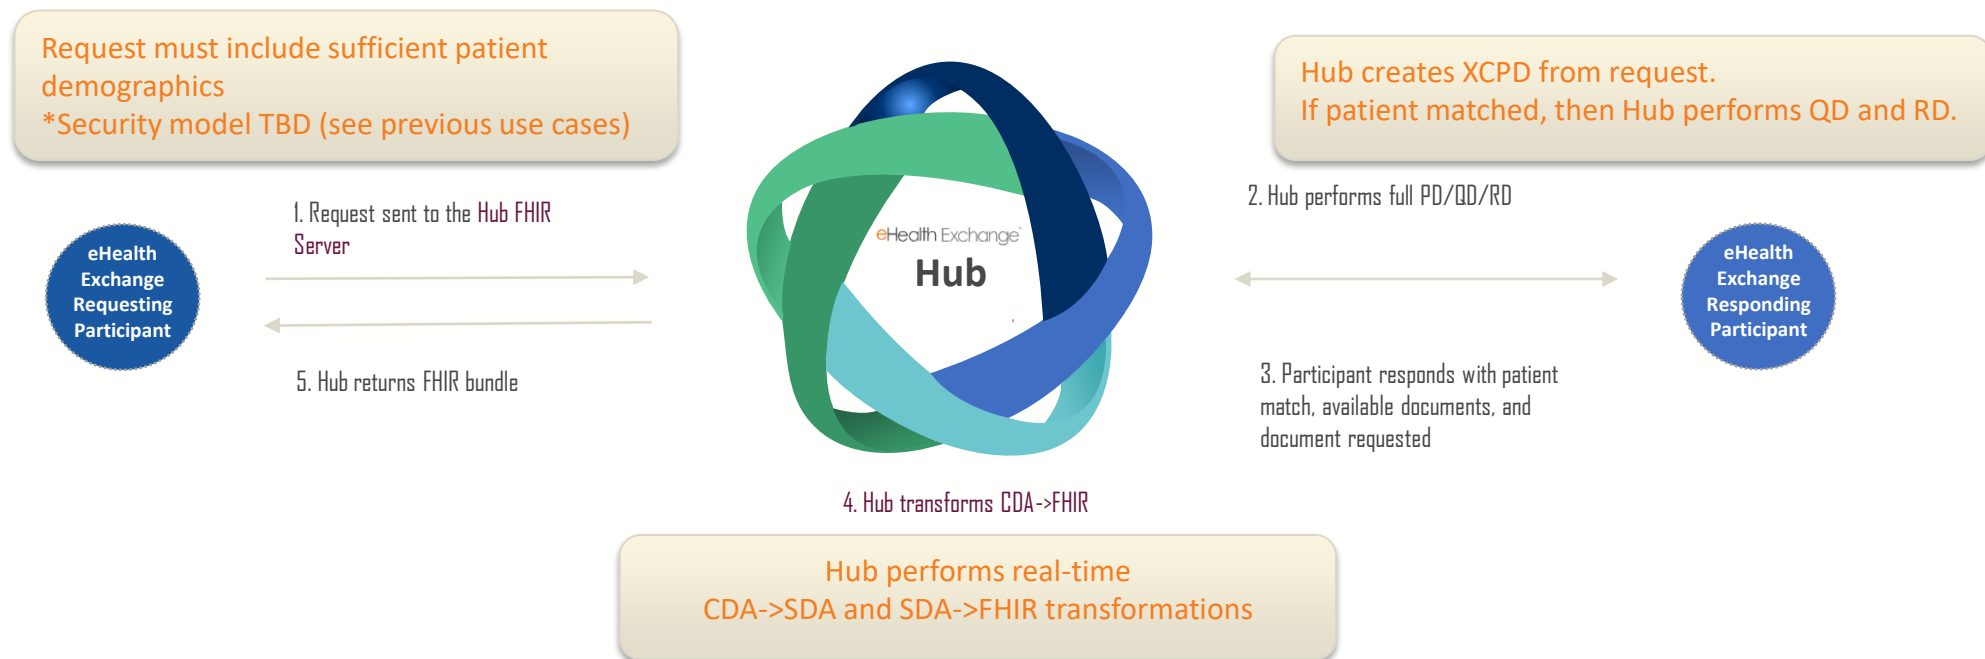 Request must include sufficient patient
demographics
*Security model TBD (see previous use cases)
Hub creates XCPD from request.
If patient matched, then Hub performs QD and RD.
1. Request sent to the Hub FHIR
Server
2. Hub performs full PD/QD/RD
eHealth
Exchange
Requesting
Participant
eHealth Exchange
Hub
eHealth
Exchange
Responding
Participant
5. Hub returns FHIR bundle
3. Participant responds with patient
match, available documents, and
document requested
4. Hub transforms CDA->FHIR
Hub performs real-time
CDA->SDA and SDA->FHIR transformations